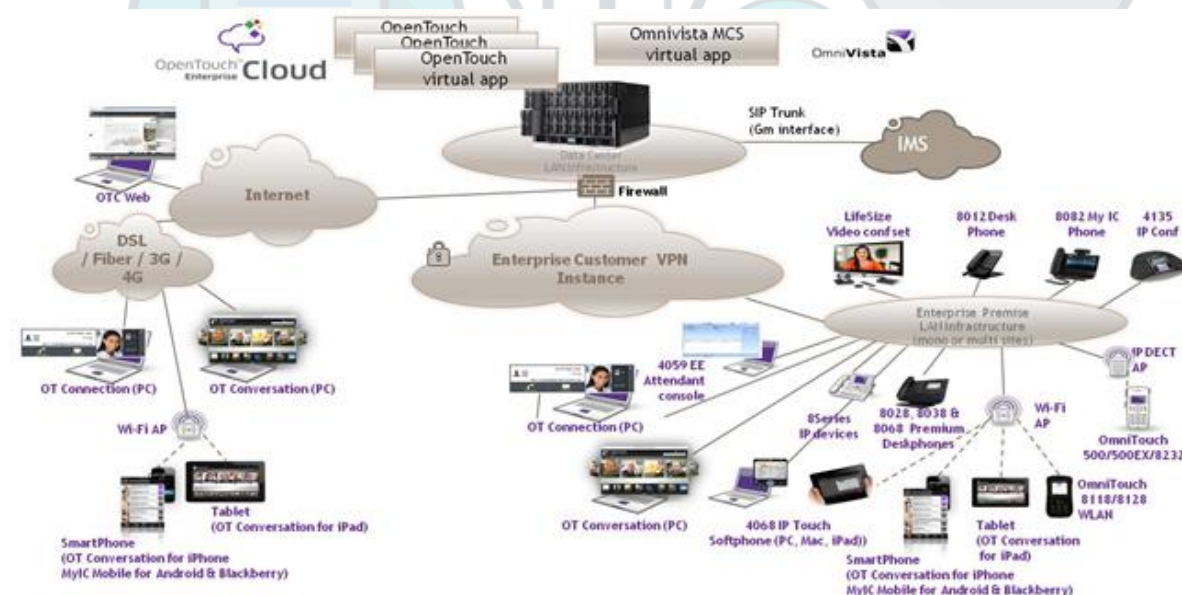 OpenTouch™
Enterprise Cloud
OpenTouch
OpenTouch
OpenTouch
virtual app
Omnivista MCS
virtual app
OmniVista
SIP Trunk
(Gm interface)
IMS
Data Center
LAN Infrastructure
Firewall
OTC Web
Internet
DSL
/ Fiber / 3G /
4G
Enterprise Customer VPN
Instance
LifeSize
Video conf set
8012 Desk
Phone
8082 My IC
Phone
4135
IP Conf
Enterprise Premise
LAN Infrastructure
(mono or multi sites)
OT Connection (PC)
OT Conversation (PC)
Wi-Fi AP
Tablet
(OT Conversation for iPad)
SmartPhone
(OT Conversation for iPhone
MyIC Mobile for Android & Blackberry)
4059 EE
Attendant
console
OT Connection (PC)
OT Conversation (PC)
8Series
IP devices
8028, 8038 &
8068 Premium
Deskphones
Wi-Fi
AP
IP DECT
AP
OmniTouch
500/500EX/8232
OmniTouch
8118/8128
WLAN
4068 IP Touch
Softphone (PC, Mac, iPad))
Tablet
(OT Conversation
for iPad)
SmartPhone
(OT Conversation for iPhone
MyIC Mobile for Android & Blackberry)